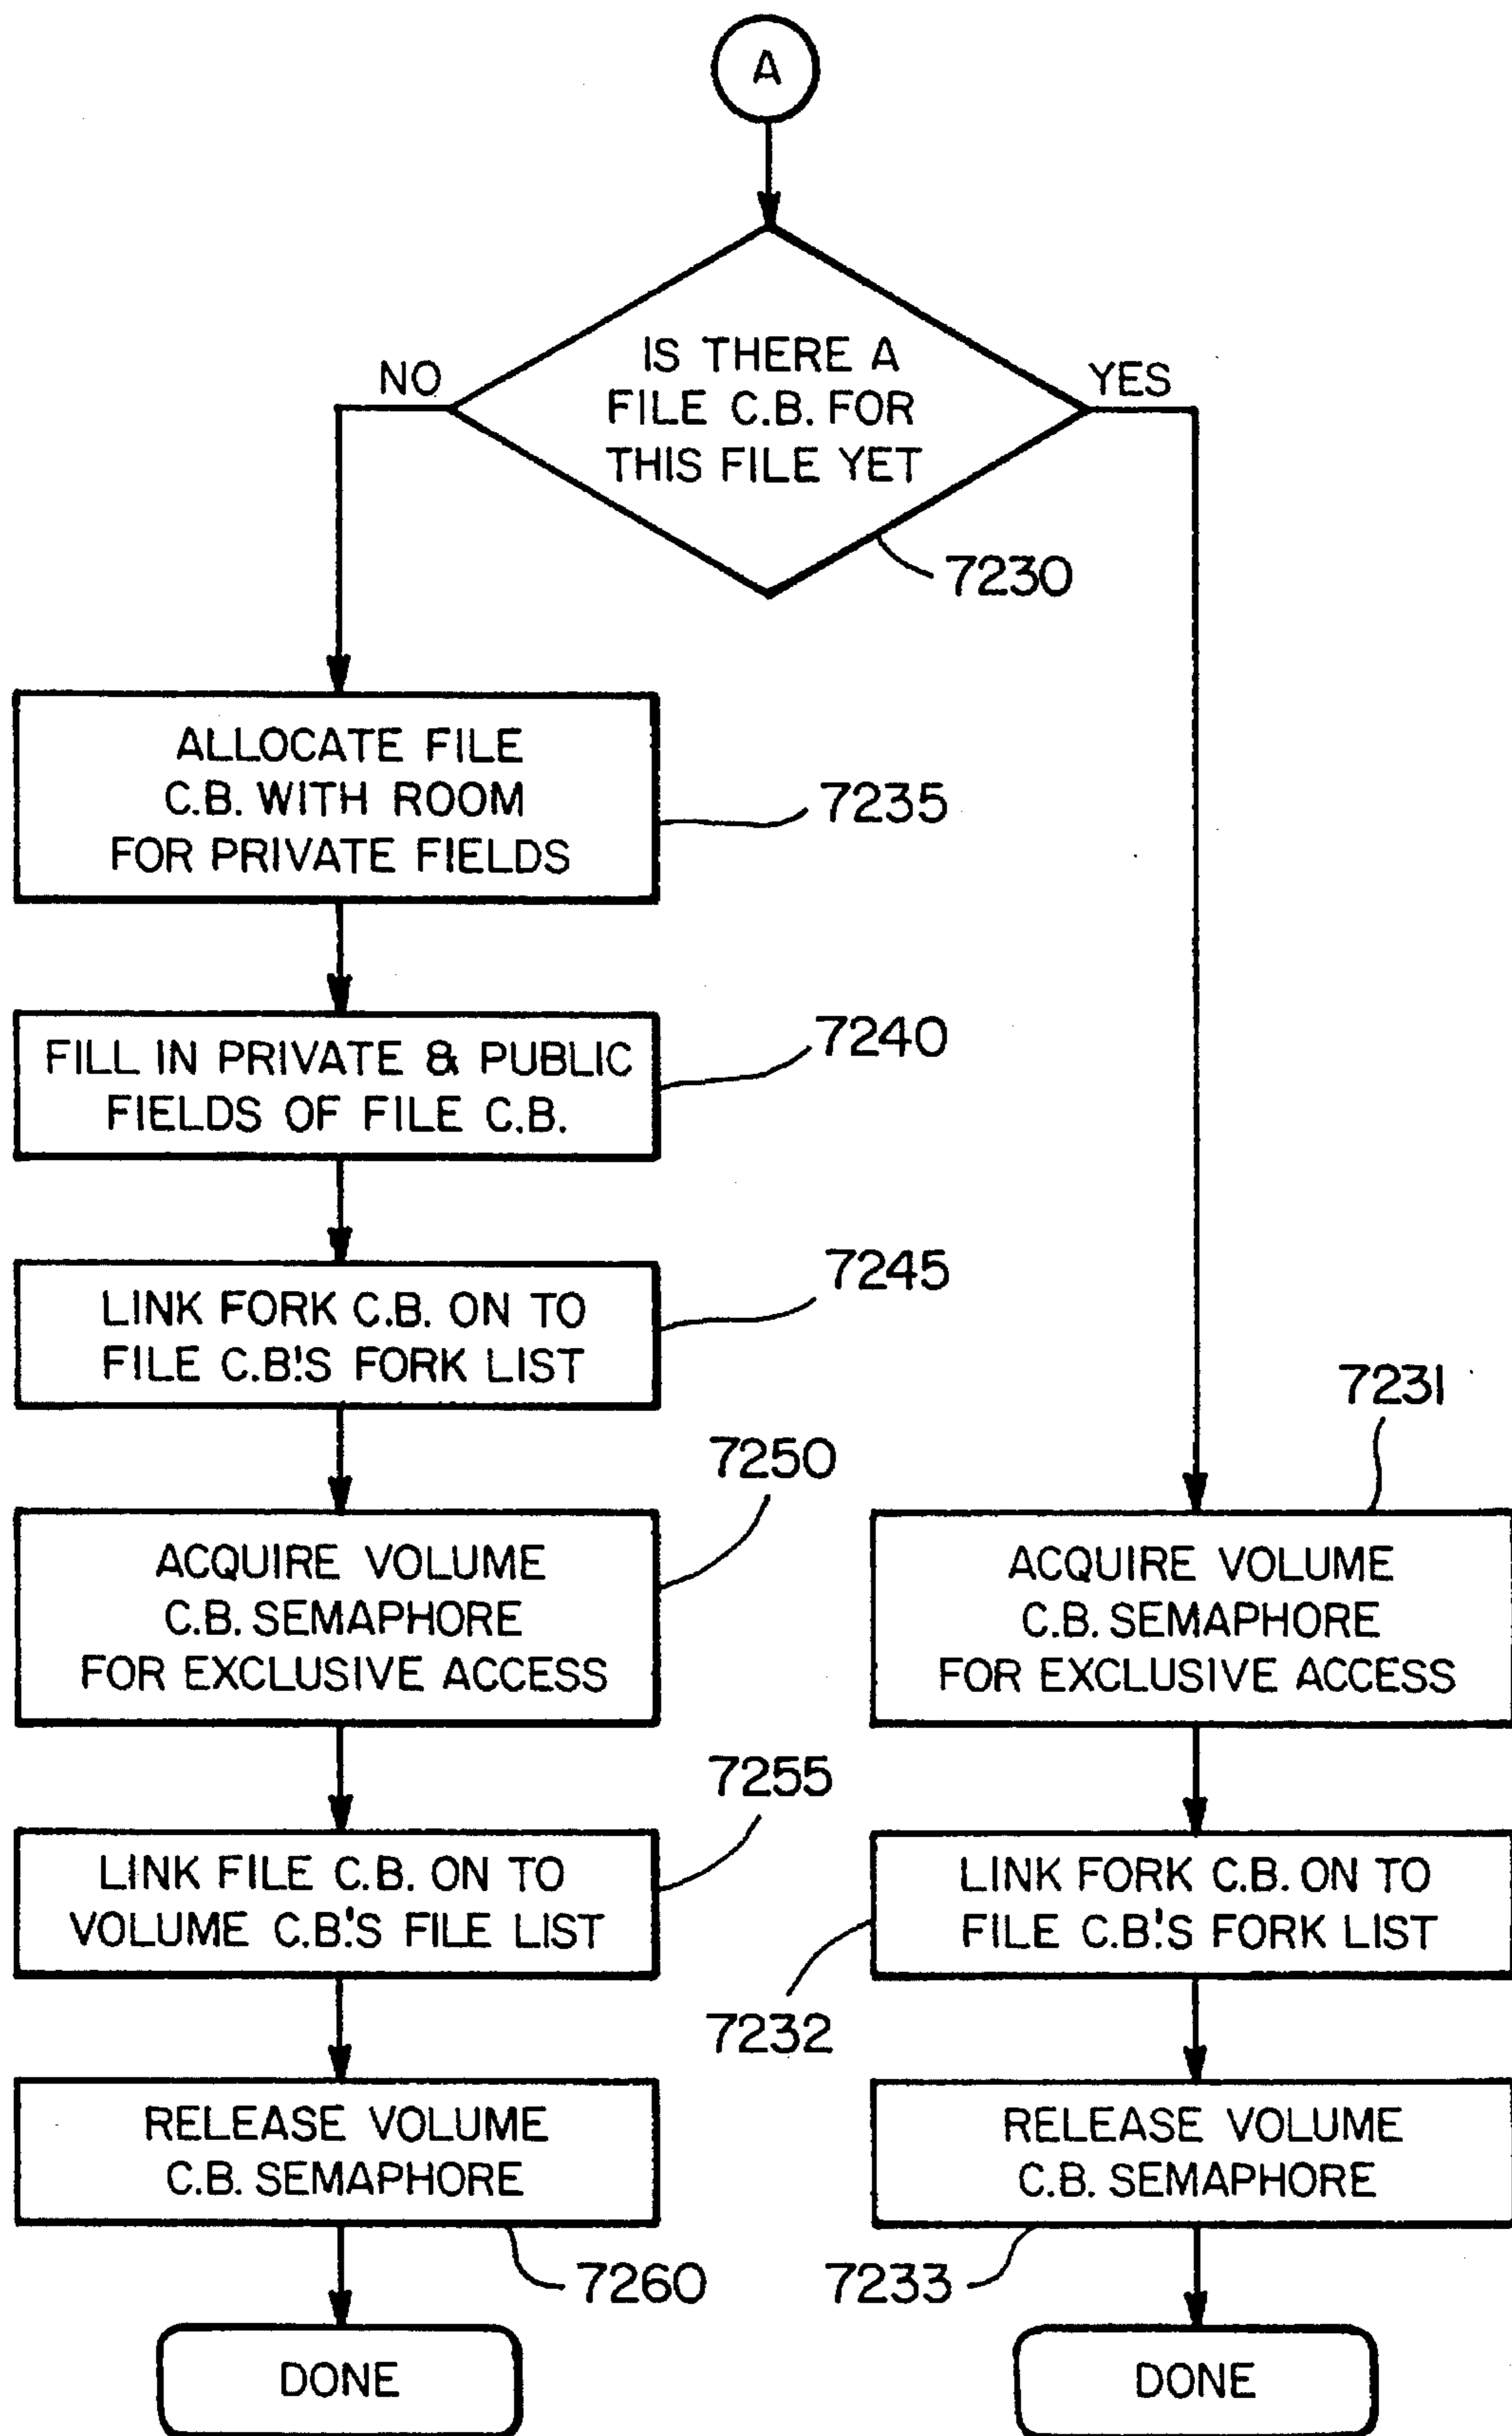 A
IS THERE A
FILE C.B. FOR
THIS FILE YET
NO
YES
7230
ALLOCATE FILE
C.B. WITH ROOM
FOR PRIVATE FIELDS
7235
FILL IN PRIVATE & PUBLIC
FIELDS OF FILE C.B.
7240
LINK FORK C.B. ON TO
FILE C.B.'S FORK LIST
7245
ACQUIRE VOLUME
C.B. SEMAPHORE
FOR EXCLUSIVE ACCESS
7250
LINK FILE C.B. ON TO
VOLUME C.B.'S FILE LIST
7255
RELEASE VOLUME
C.B. SEMAPHORE
7260
DONE
7231
ACQUIRE VOLUME
C.B. SEMAPHORE
FOR EXCLUSIVE ACCESS
LINK FORK C.B. ON TO
FILE C.B.'S FORK LIST
7232
RELEASE VOLUME
C.B. SEMAPHORE
7233
DONE